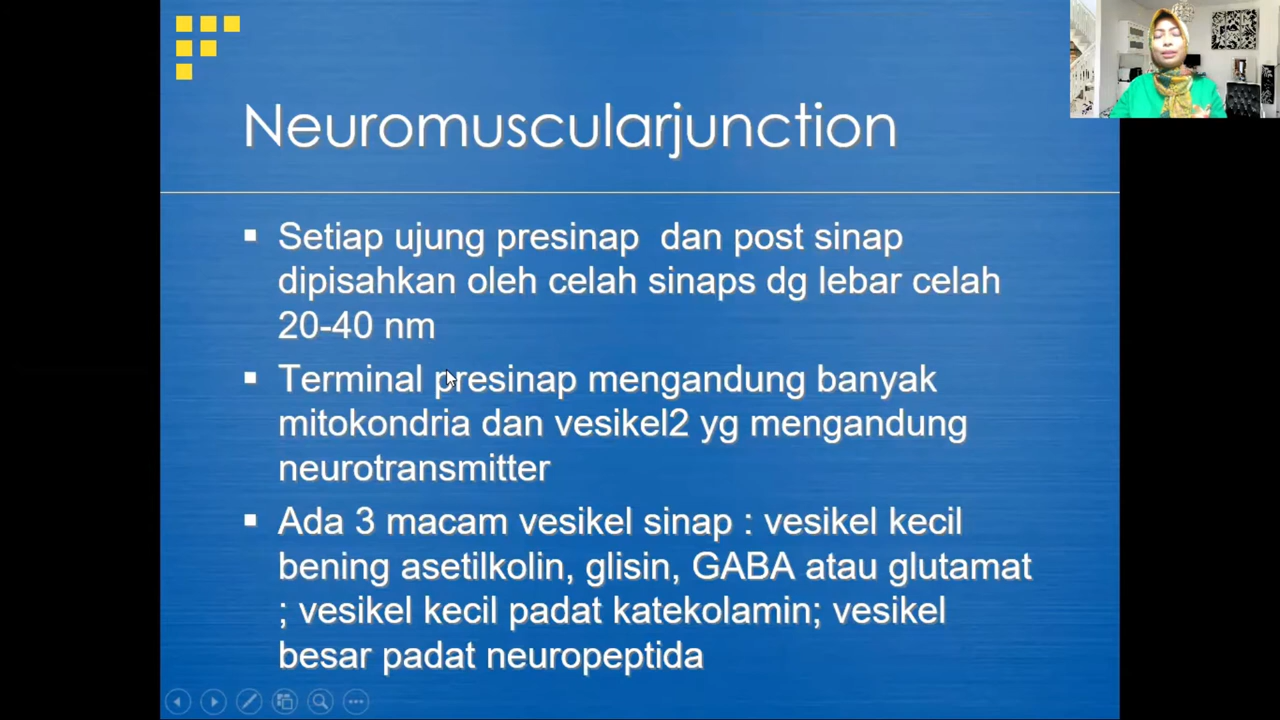 Neuromuscularjunction
Setiap ujung presinap dan post sinap
dipisahkan oleh celah sinaps dg lebar celah
20-40 nm
Terminal presinap mengandung banyak
mitokondria dan vesikel2 yg mengandung
neurotransmitter
Ada 3 macam vesikel sinap : vesikel kecil
bening asetilkolin, glisin, GABA atau glutamat
; vesikel kecil padat katekolamin; vesikel
besar padat neuropeptida